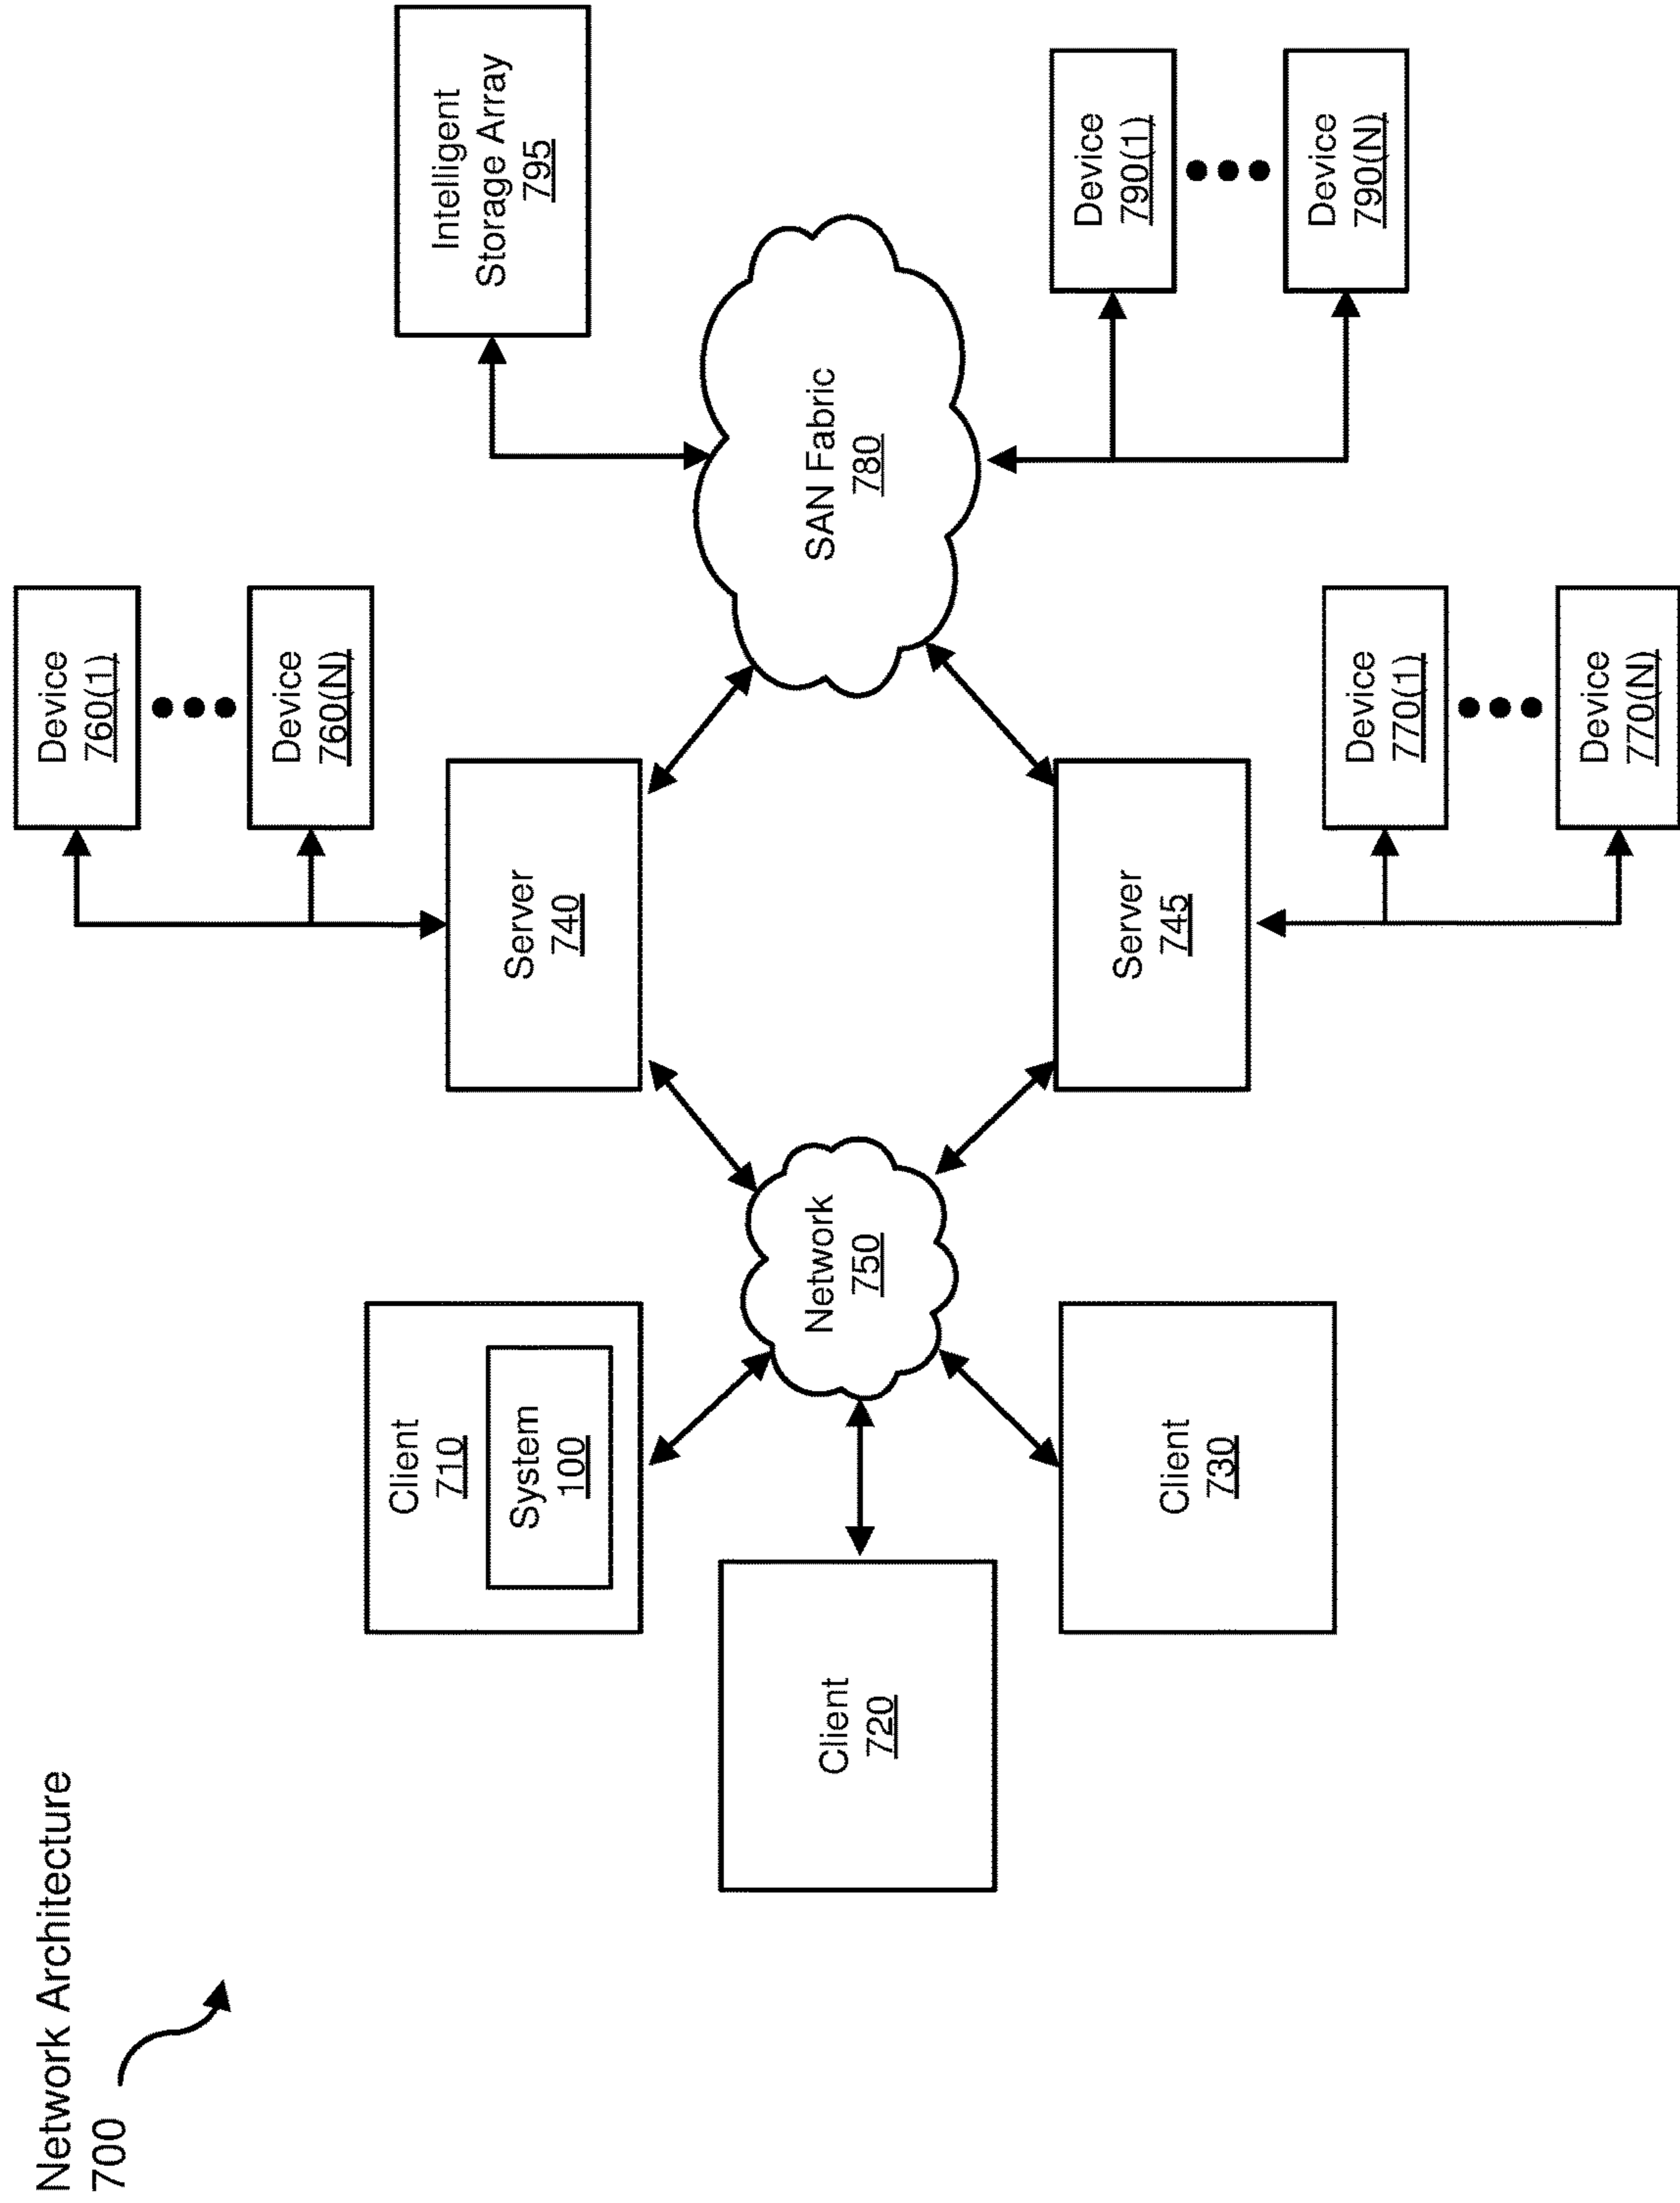 Network Architecture
700
Client
710
System
100
Client
720
Client
730
Network
750
Server
740
Server
745
Device
760(1)
Device
760(N)
Device
770(1)
Device
770(N)
SAN Fabric
780
Intelligent
Storage Array
795
Device
790(1)
Device
790(N)